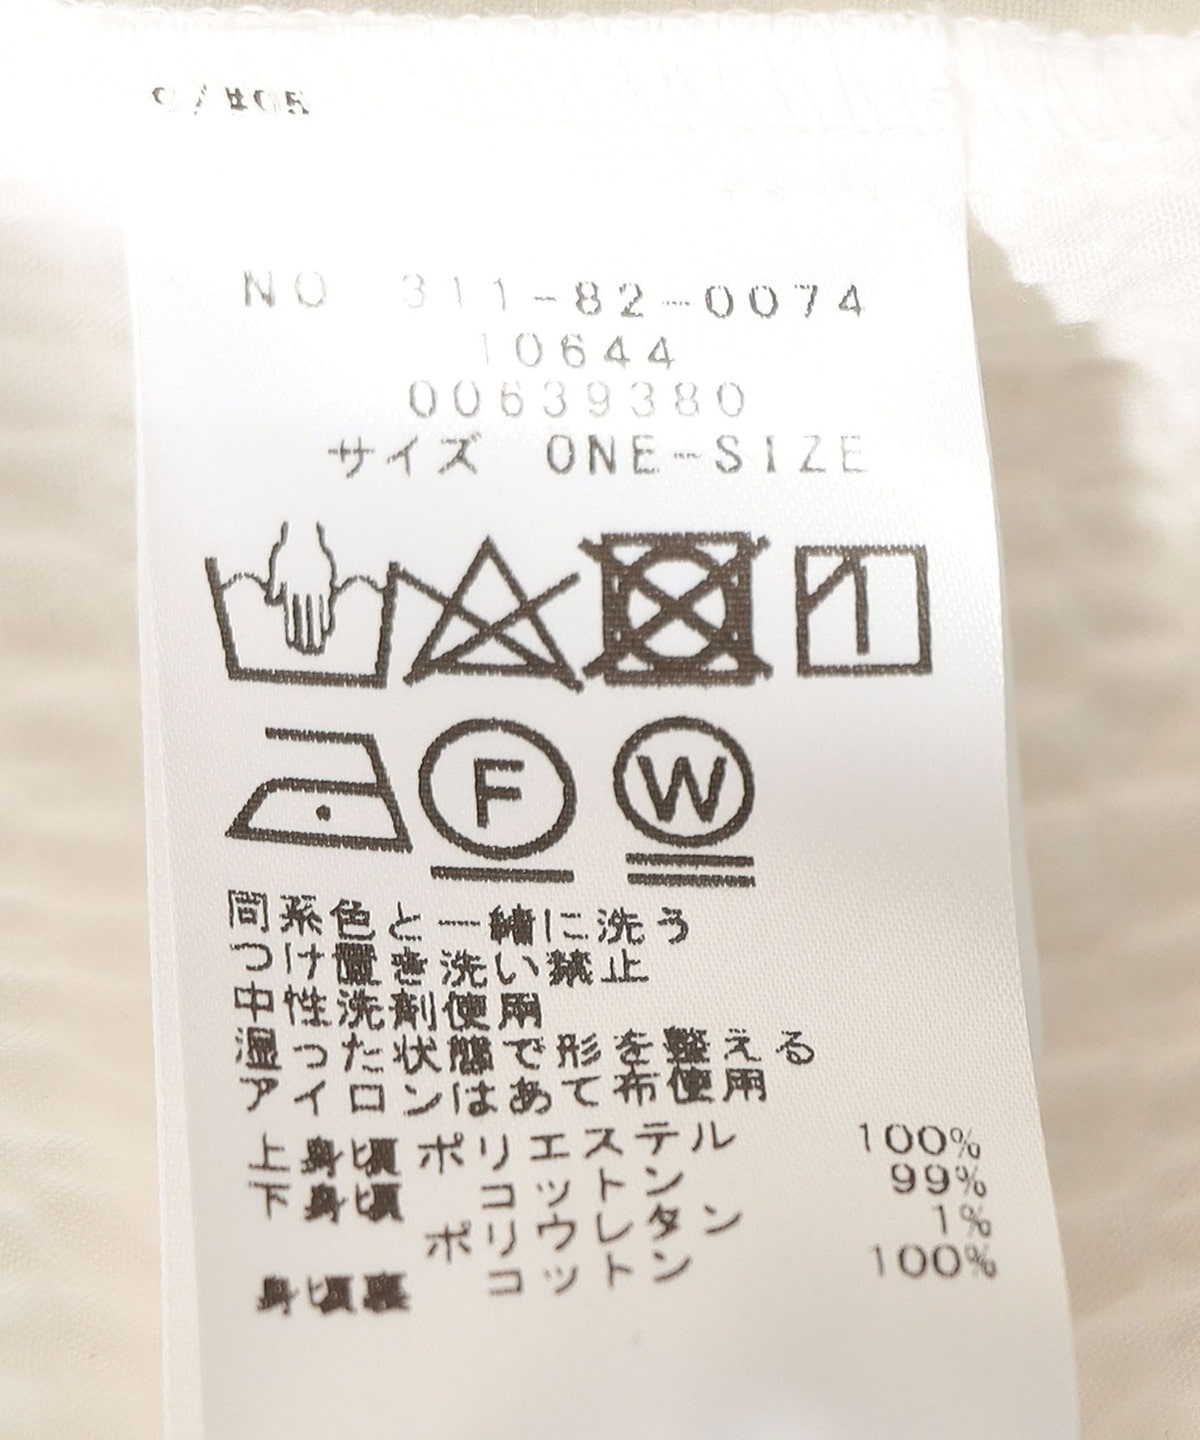 C/#05
NO 311-82-0074
10644
00639380
サイズ ONE-SIZE
F
W
同系色と一緒に洗う
つけ置き洗い禁止
中性洗剤使用
湿った状態で形を整える
アイロンはあて布使用
上身頃 ポリエステル 100%
下身頃 コットン 99%
ポリウレタン 1%
身頃裏 コットン 100%